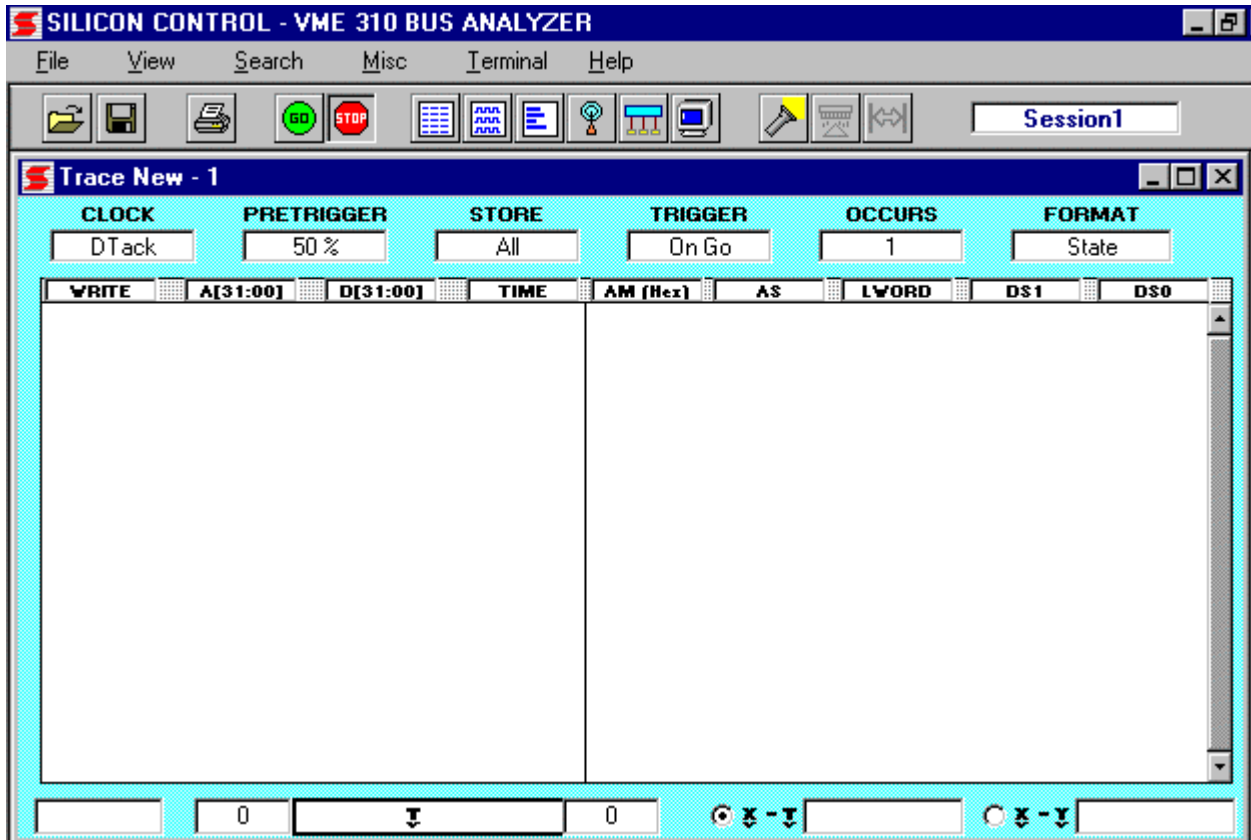 SILICON CONTROL - VME 310 BUS ANALYZER
File View Search Misc Terminal Help
GO STOP Session1
Trace New - 1
CLOCK PRETRIGGER STORE TRIGGER OCCURS FORMAT
DTack 50 % All On Go 1 State
WRITE A[31:00] D[31:00] TIME AM (Hex) AS LWORD DS1 DS0
0 T 0 X - T X - Y